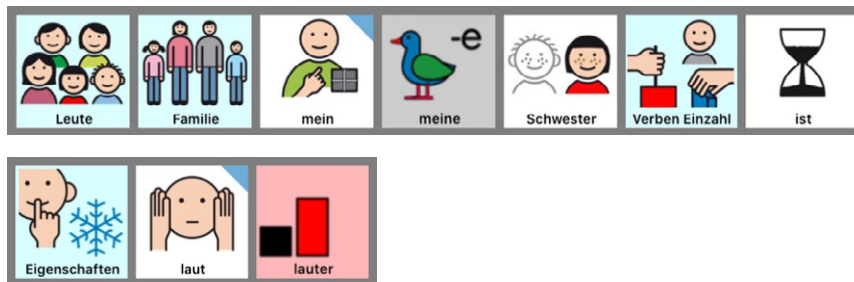 -e
Leute Familie mein meine Schwester Verben Einzahl ist
Eigenschaften laut lauter